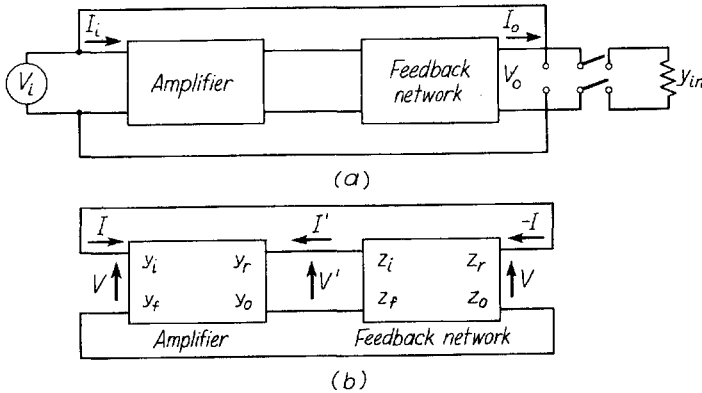 I_i
I_o
V_i
Amplifier
Feedback
network
V_o
y_in
(a)
I
I'
-I
V
y_i
y_r
V'
z_i
z_r
V
y_f
y_o
z_f
z_o
Amplifier
Feedback network
(b)